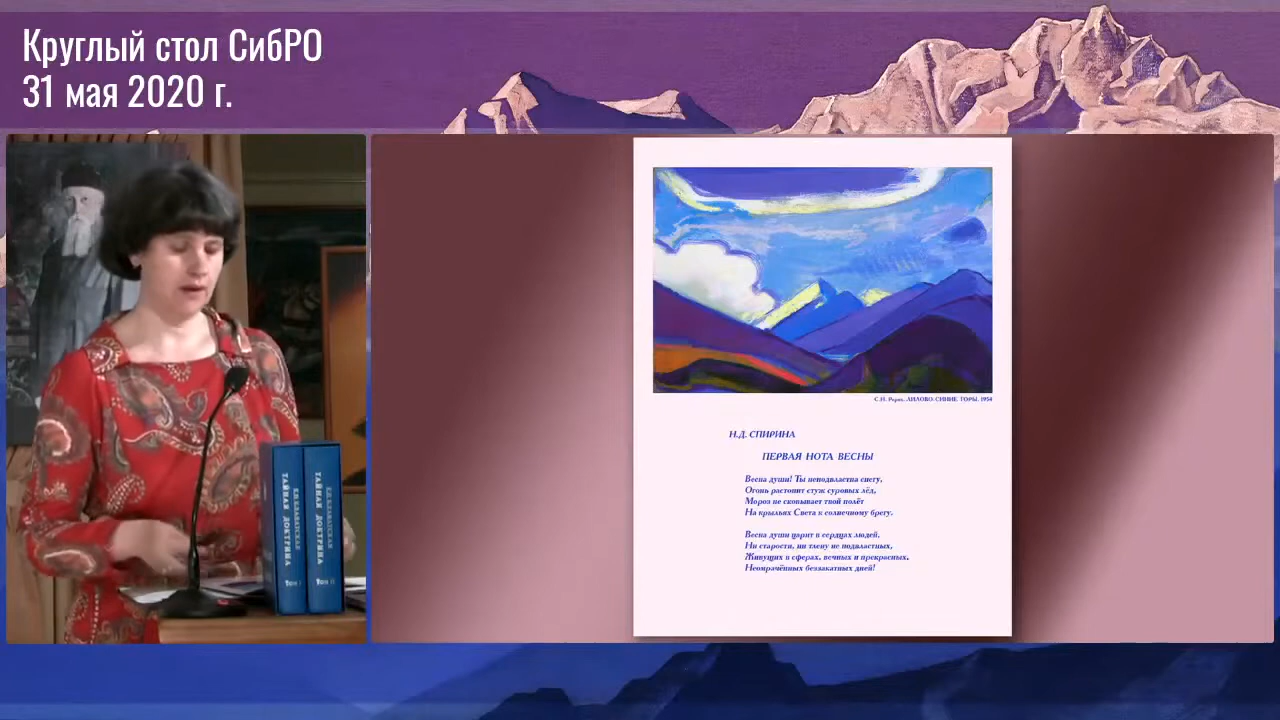 Круглый стол СибРО
31 мая 2020 г.
С.Н. Рерих. ЛИЛОВО-СИНИЕ ГОРЫ. 1954
Н.Д. СПИРИНА
ПЕРВАЯ НОТА ВЕСНЫ
Весна души! Ты неподвластна снегу,
Огонь растопит стуж суровых лёд,
Мороз не сковывает твой полёт
На крыльях Света к солнечному брегу.
Весна души царит в сердцах людей,
Ни старости, ни тлену не подвластных,
Живущих в сферах, вечных и прекрасных,
Неомрачённых беззакатных дней!
Е.П. БЛАВАТСКАЯ
ТАЙНАЯ ДОКТРИНА
Том I
Е.П. БЛАВАТСКАЯ
ТАЙНАЯ ДОКТРИНА
Том II